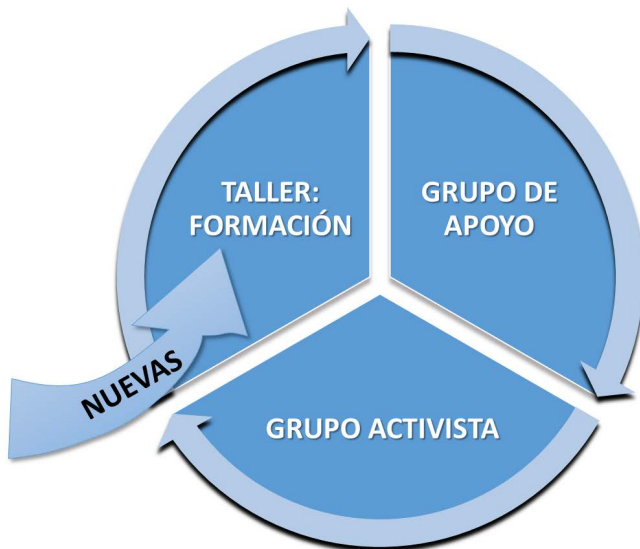 TALLER:
FORMACIÓN
GRUPO DE
APOYO
NUEVAS
GRUPO ACTIVISTA